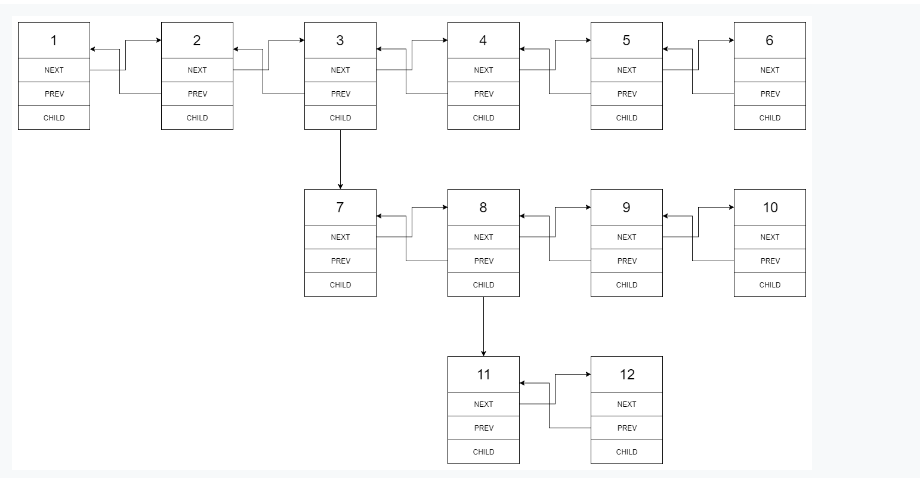 1 2 3 4 5 6
NEXT NEXT NEXT NEXT NEXT NEXT
PREV PREV PREV PREV PREV PREV
CHILD CHILD CHILD CHILD CHILD CHILD
7 8 9 10
NEXT NEXT NEXT NEXT
PREV PREV PREV PREV
CHILD CHILD CHILD CHILD
11 12
NEXT NEXT
PREV PREV
CHILD CHILD